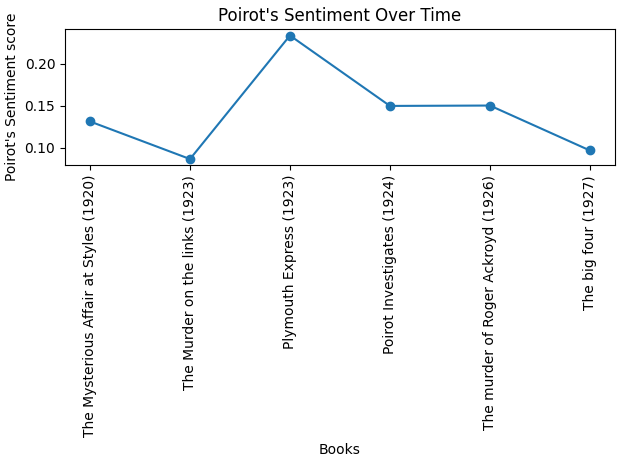 Poirot's Sentiment Over Time
Poirot's Sentiment score
0.20
0.15
0.10
The Mysterious Affair at Styles (1920)
The Murder on the links (1923)
Plymouth Express (1923)
Poirot Investigates (1924)
The murder of Roger Ackroyd (1926)
The big four (1927)
Books